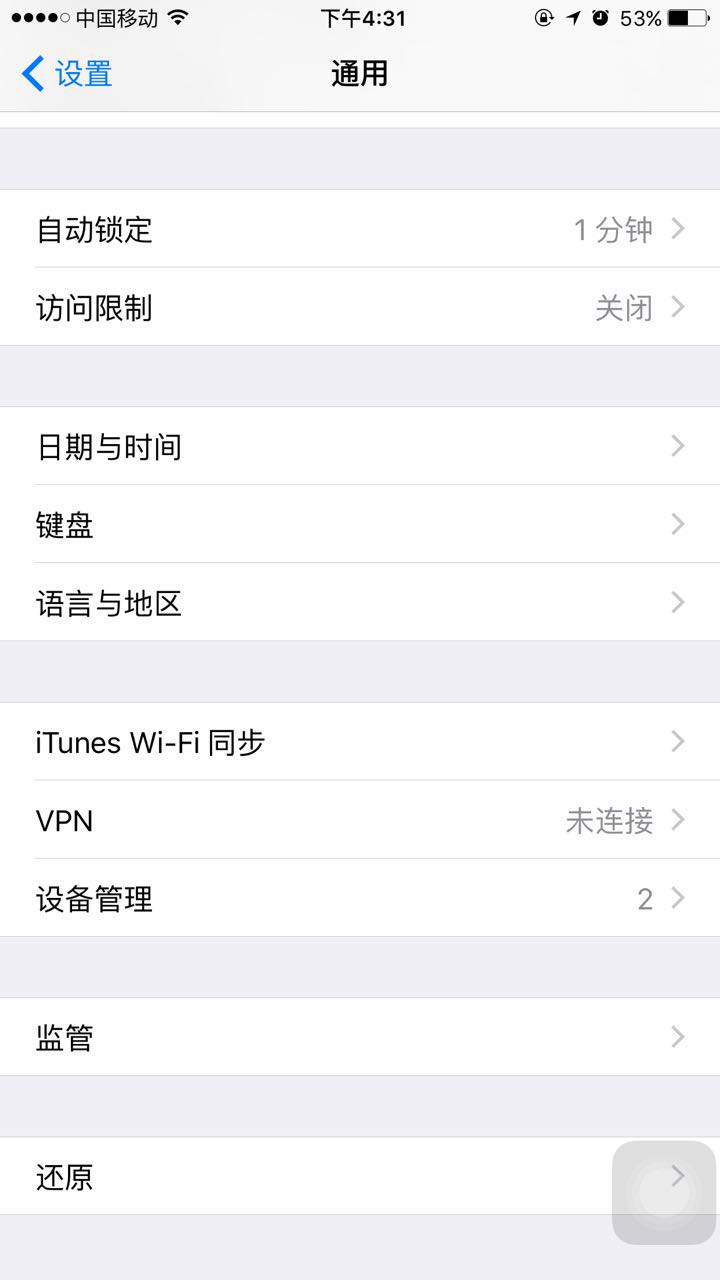 中国移动 下午4:31 53%
设置 通用
自动锁定 1 分钟
访问限制 关闭
日期与时间
键盘
语言与地区
iTunes Wi-Fi 同步
VPN 未连接
设备管理 2
监管
还原